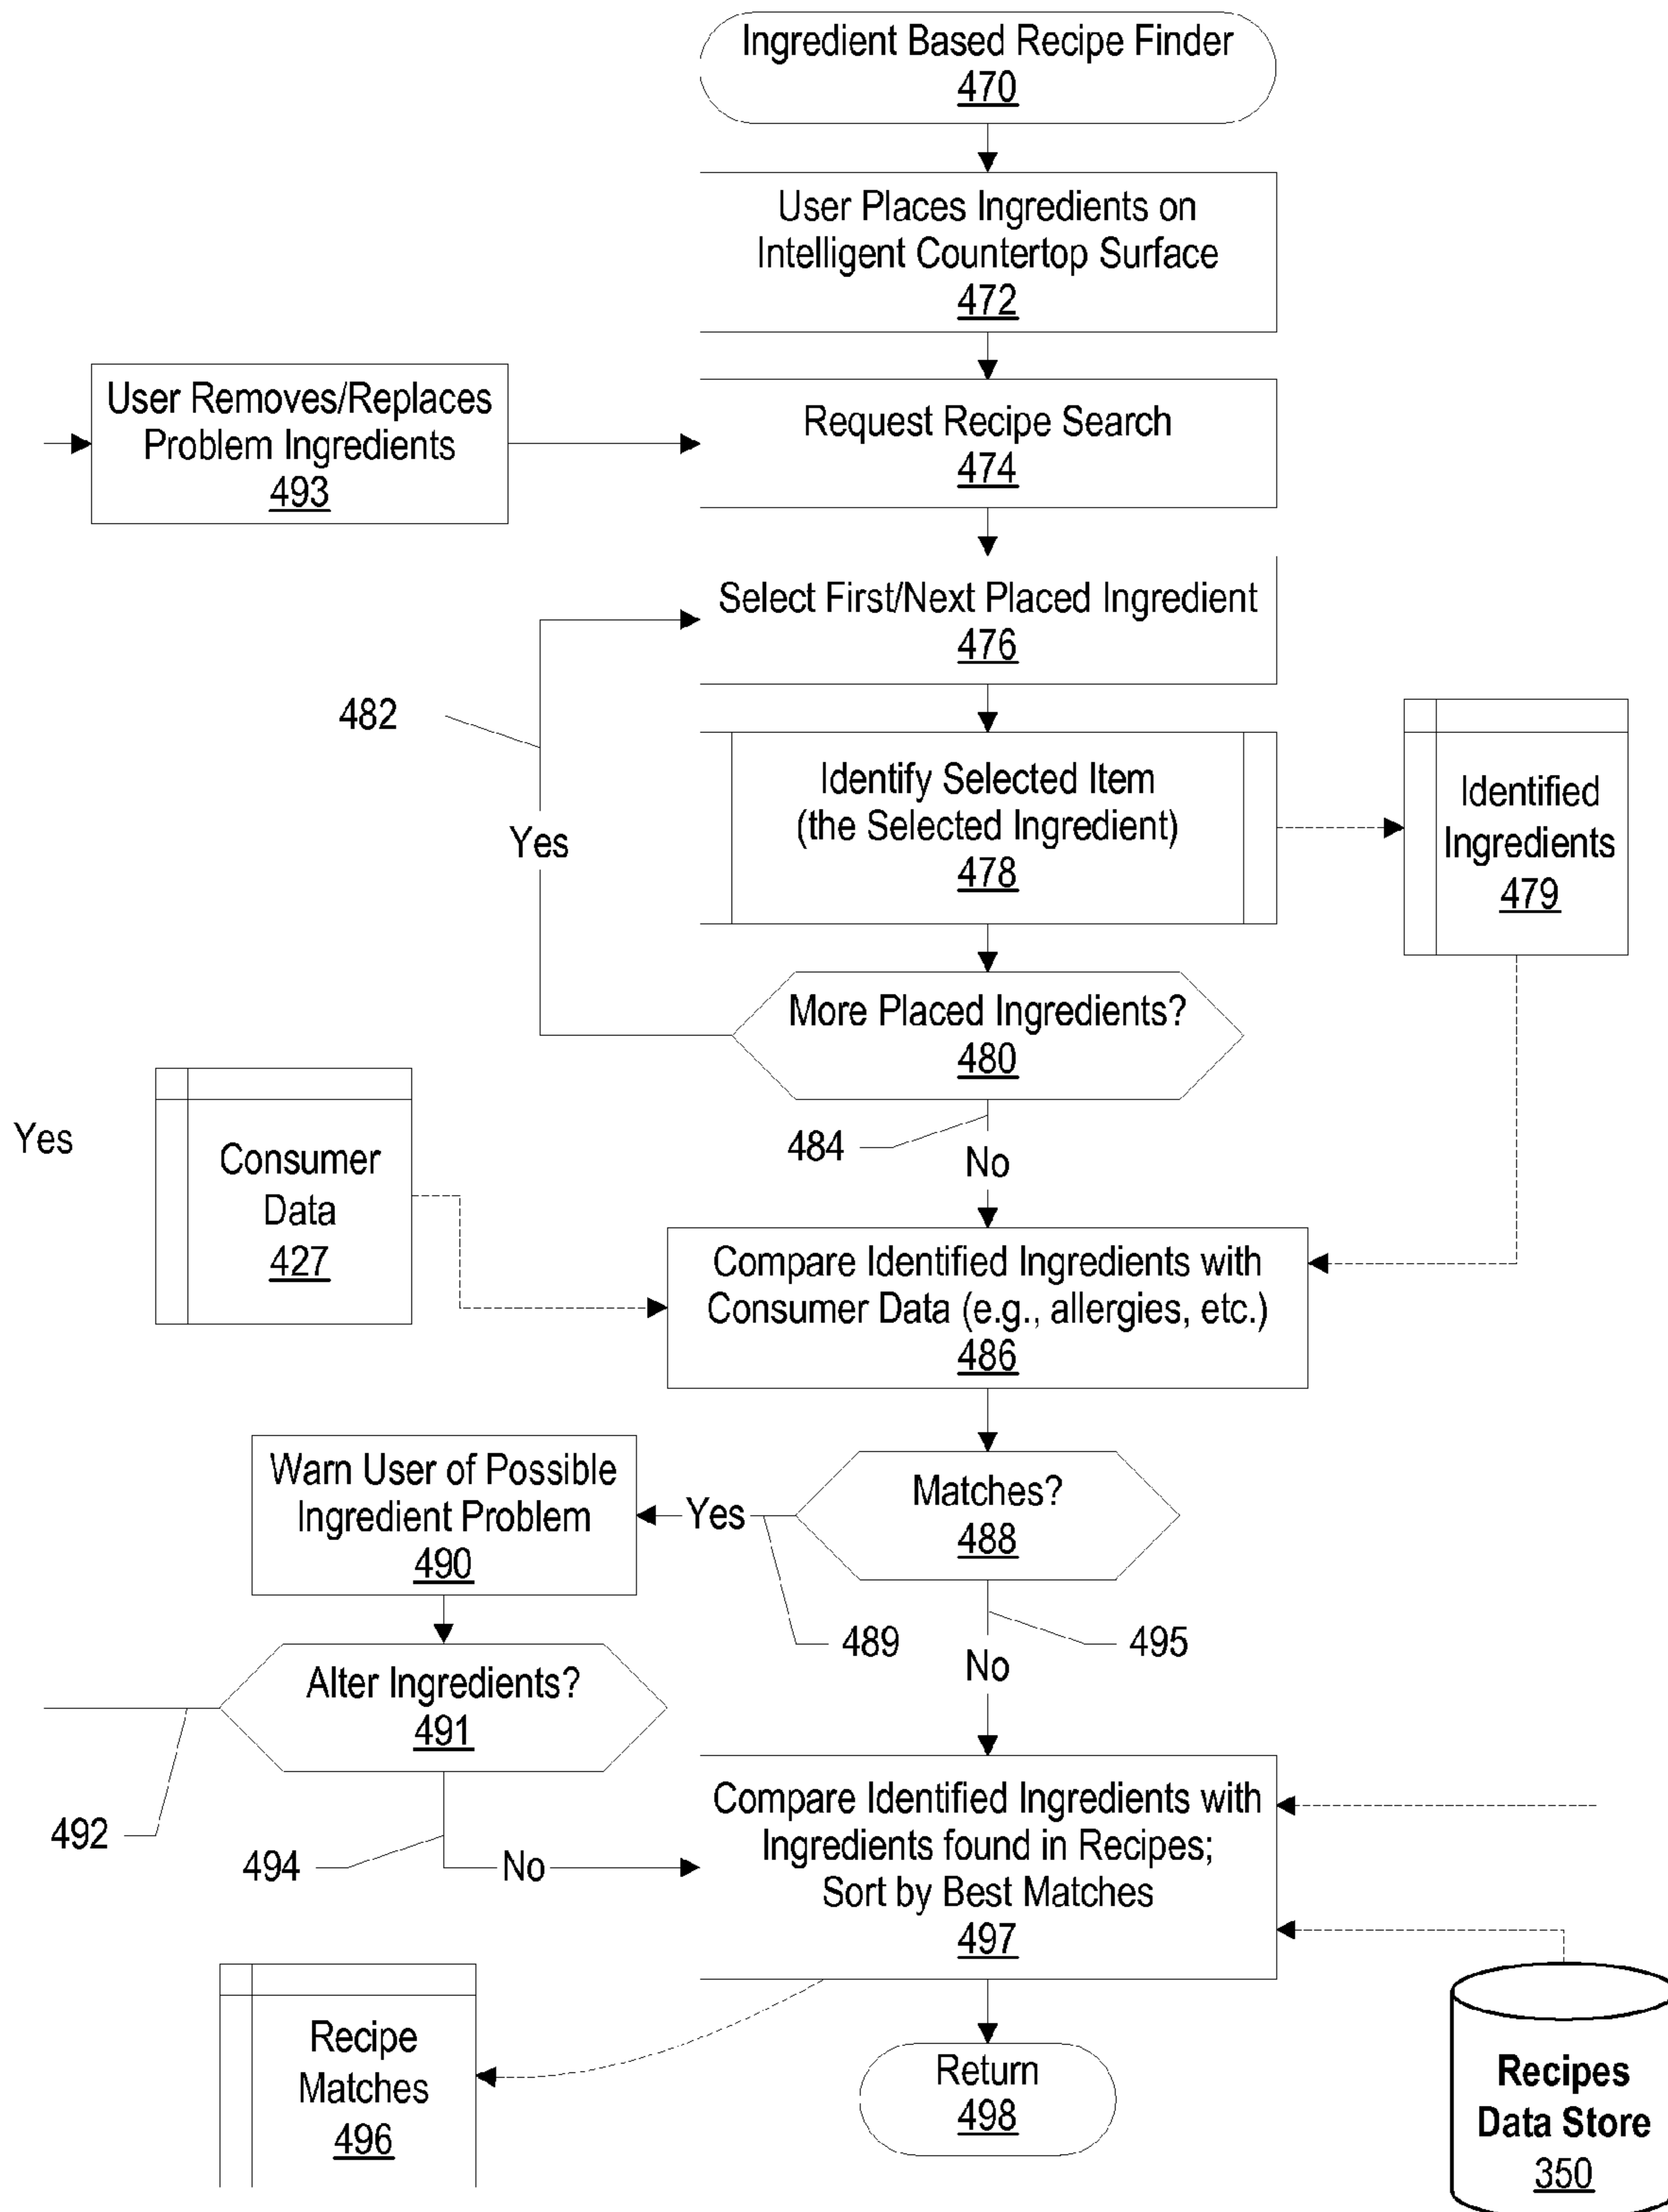 Ingredient Based Recipe Finder
470
User Places Ingredients on
Intelligent Countertop Surface
472
User Removes/Replaces
Problem Ingredients
493
Request Recipe Search
474
Select First/Next Placed Ingredient
476
482
Yes
Identify Selected Item
(the Selected Ingredient)
478
Identified
Ingredients
479
More Placed Ingredients?
480
484
No
Yes
Consumer
Data
427
Compare Identified Ingredients with
Consumer Data (e.g., allergies, etc.)
486
Warn User of Possible
Ingredient Problem
490
Yes
Matches?
488
489
495
No
Alter Ingredients?
491
492
494
No
Compare Identified Ingredients with
Ingredients found in Recipes;
Sort by Best Matches
497
Recipe
Matches
496
Return
498
Recipes
Data Store
350